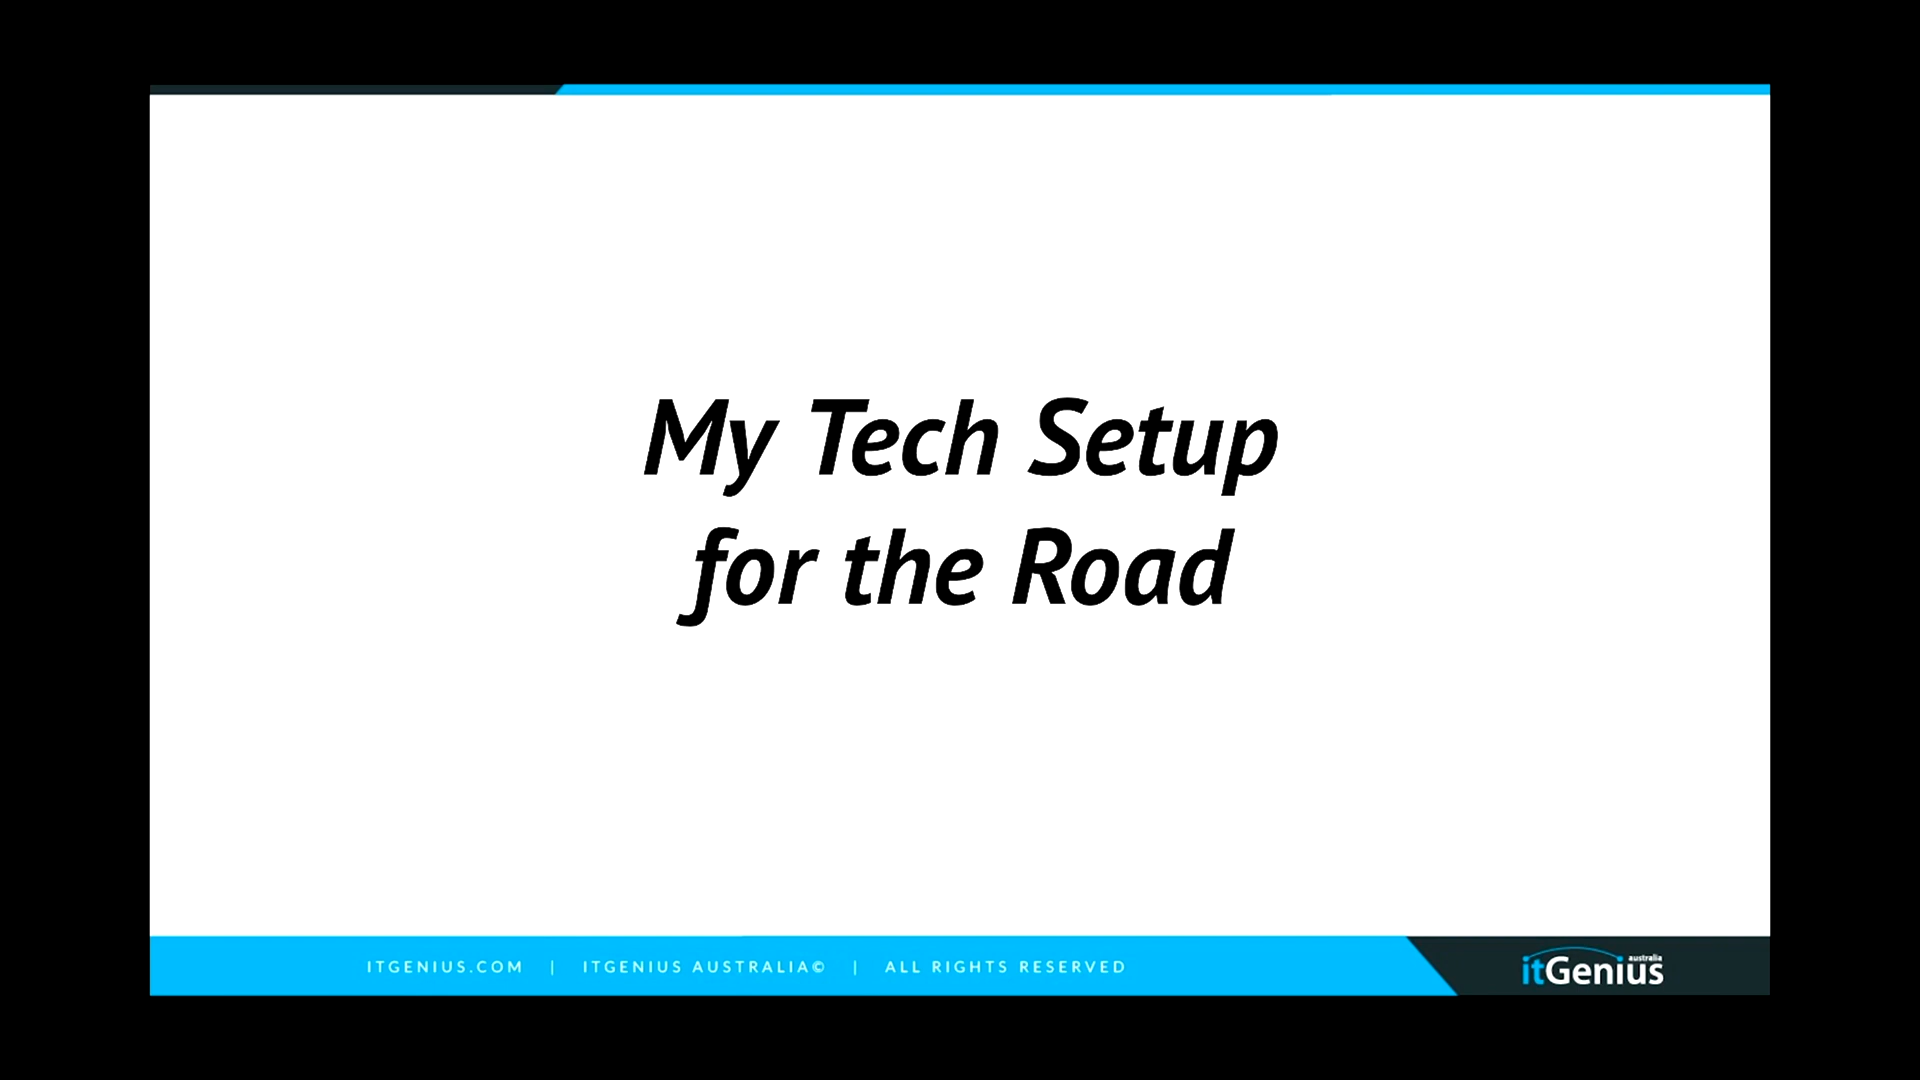 My Tech Setup
for the Road
ITGENIUS.COM | ITGENIUS AUSTRALIA© | ALL RIGHTS RESERVED
itGenius australia